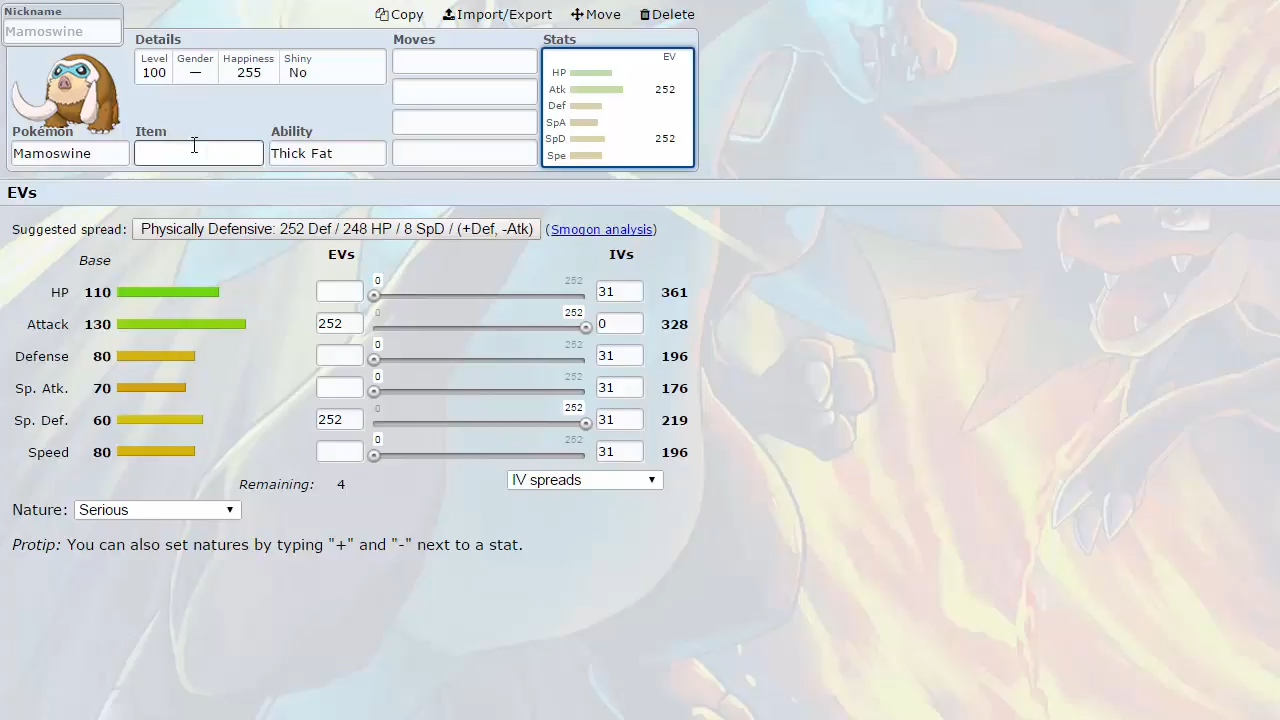 Nickname
Mamoswine
Copy Import/Export Move Delete
Details
Level Gender Happiness Shiny
100 — 255 No
Moves
Stats
EV
HP
Atk 252
Def
SpA
SpD 252
Spe
Pokémon Item Ability
Mamoswine Thick Fat
EVs
Suggested spread: Physically Defensive: 252 Def / 248 HP / 8 SpD / (+Def, -Atk) (Smogon analysis)
Base EVs IVs
0 252
HP 110 31 361
0 252
Attack 130 252 0 328
0 252
Defense 80 31 196
0 252
Sp. Atk. 70 31 176
0 252
Sp. Def. 60 252 31 219
0 252
Speed 80 31 196
Remaining: 4 IV spreads
Nature: Serious
Protip: You can also set natures by typing "+" and "-" next to a stat.